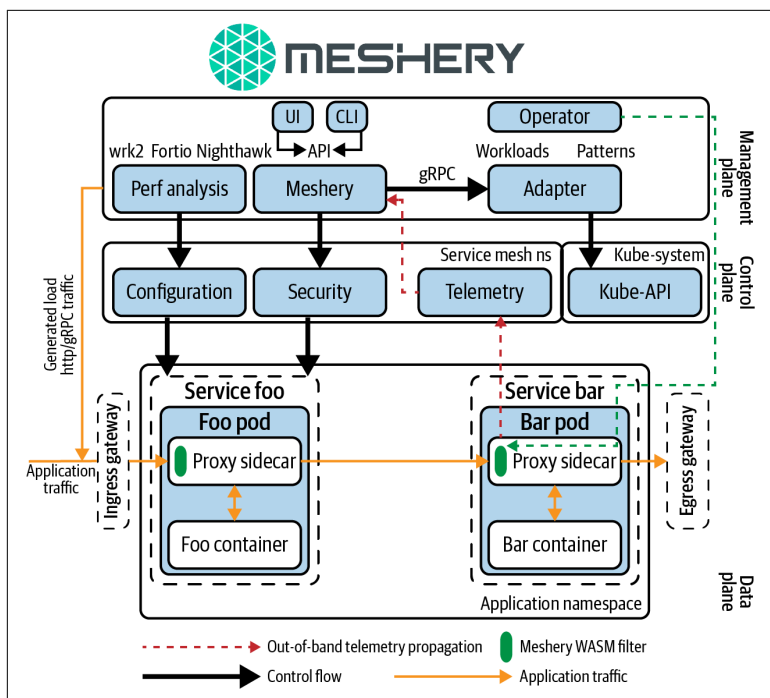 MESHERY
UI
CLI
Operator
wrk2 Fortio Nighthawk
API
Workloads
Patterns
gRPC
Perf analysis
Meshery
Adapter
Management
plane
Service mesh ns
Kube-system
Configuration
Security
Telemetry
Kube-API
Control
plane
Generated load
http/gRPC traffic
Service foo
Service bar
Foo pod
Bar pod
Ingress gateway
Proxy sidecar
Proxy sidecar
Egress gateway
Application
traffic
Foo container
Bar container
Application namespace
Data
plane
Out-of-band telemetry propagation
Meshery WASM filter
Control flow
Application traffic